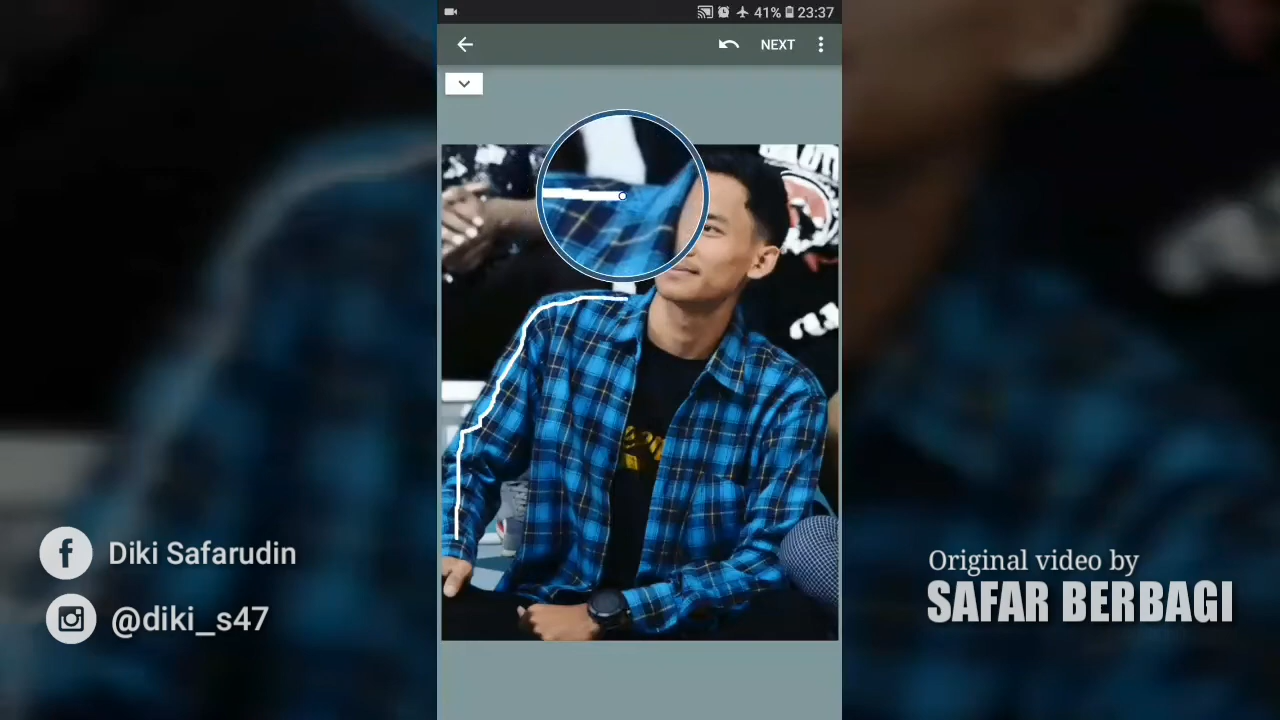 41% 23:37
NEXT
f Diki Safarudin
@diki_s47
Original video by
SAFAR BERBAGI